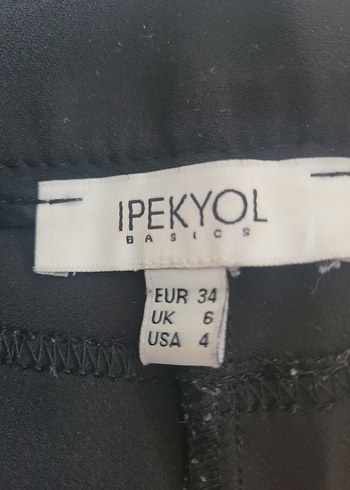 IPEKYOL
BASICS
EUR 34
UK 6
USA 4